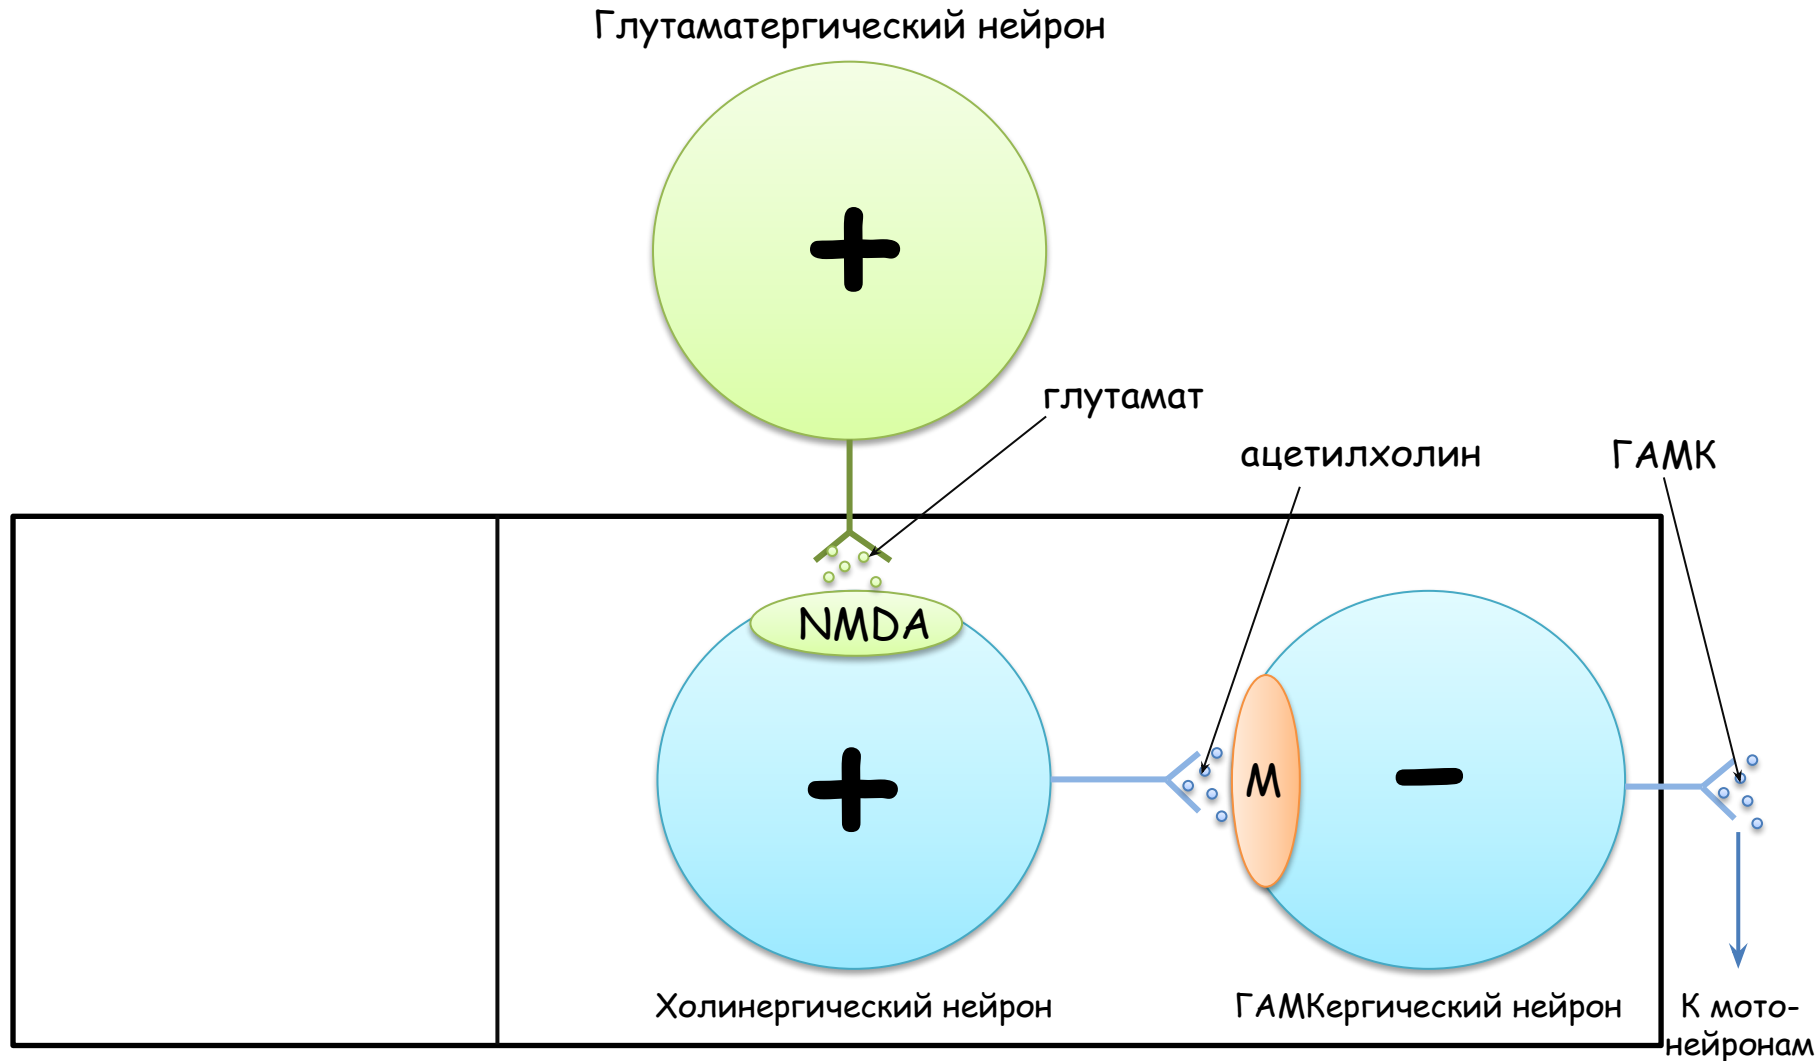 Глутаматергический нейрон
+
глутамат
ацетилхолин
ГАМК
NMDA
+
М
−
Холинергический нейрон
ГАМКергический нейрон
К мото-
нейронам